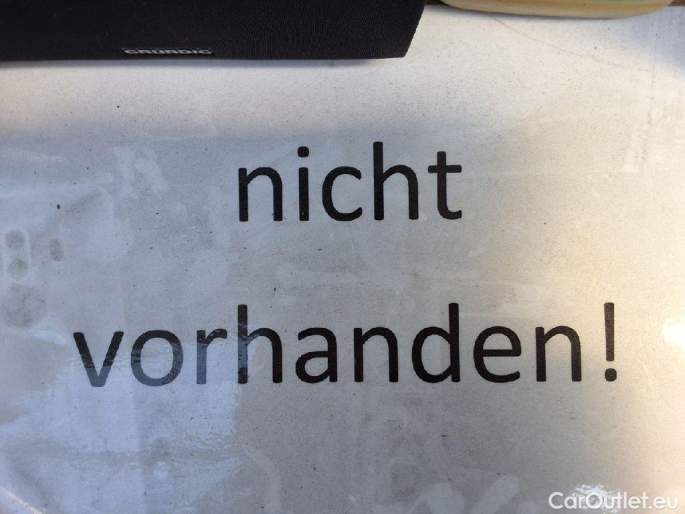 GRUNDIG
nicht
vorhanden!
CarOutlet.eu